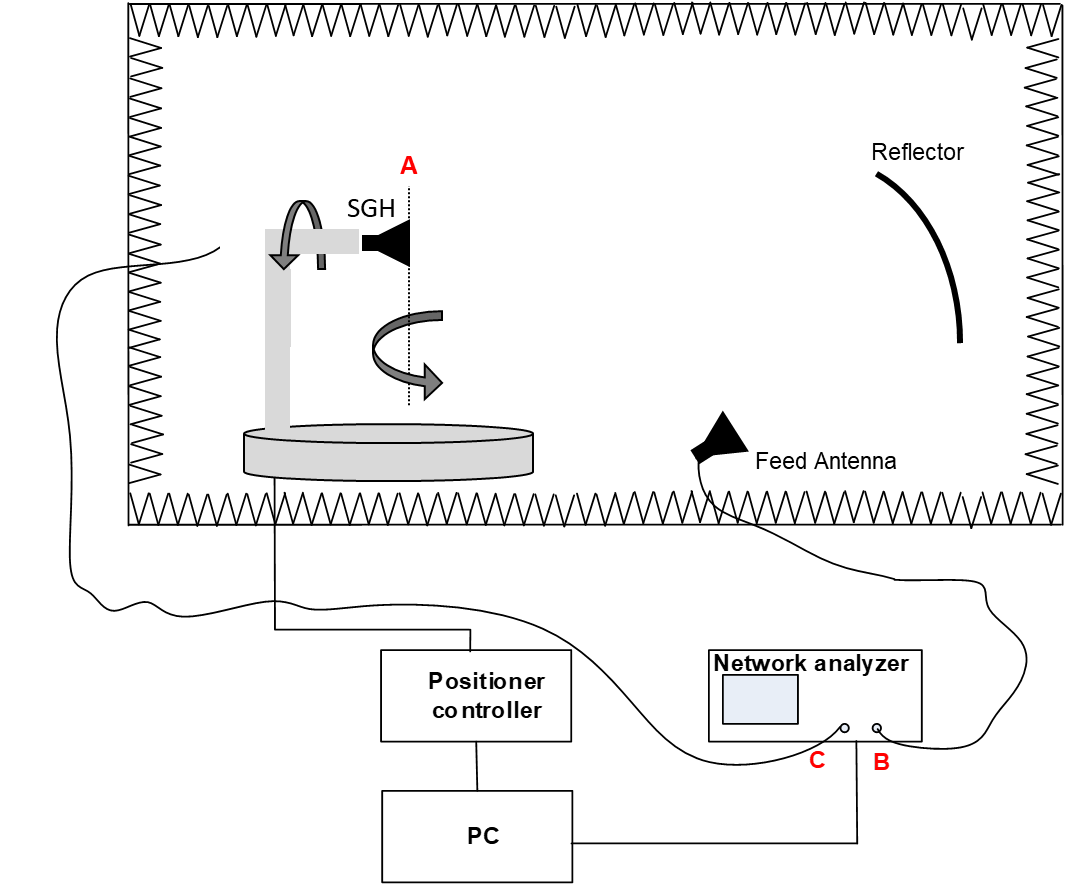 Reflector
A
SGH
Feed Antenna
Network analyzer
Positioner
controller
C
B
PC